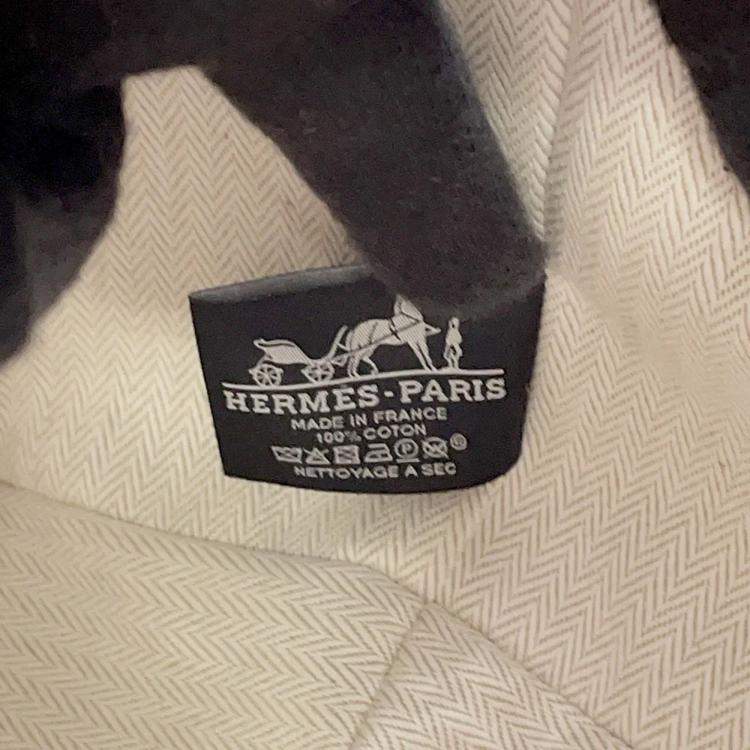 HERMÈS-PARIS
MADE IN FRANCE
100% COTON
P ®
NETTOYAGE A SEC